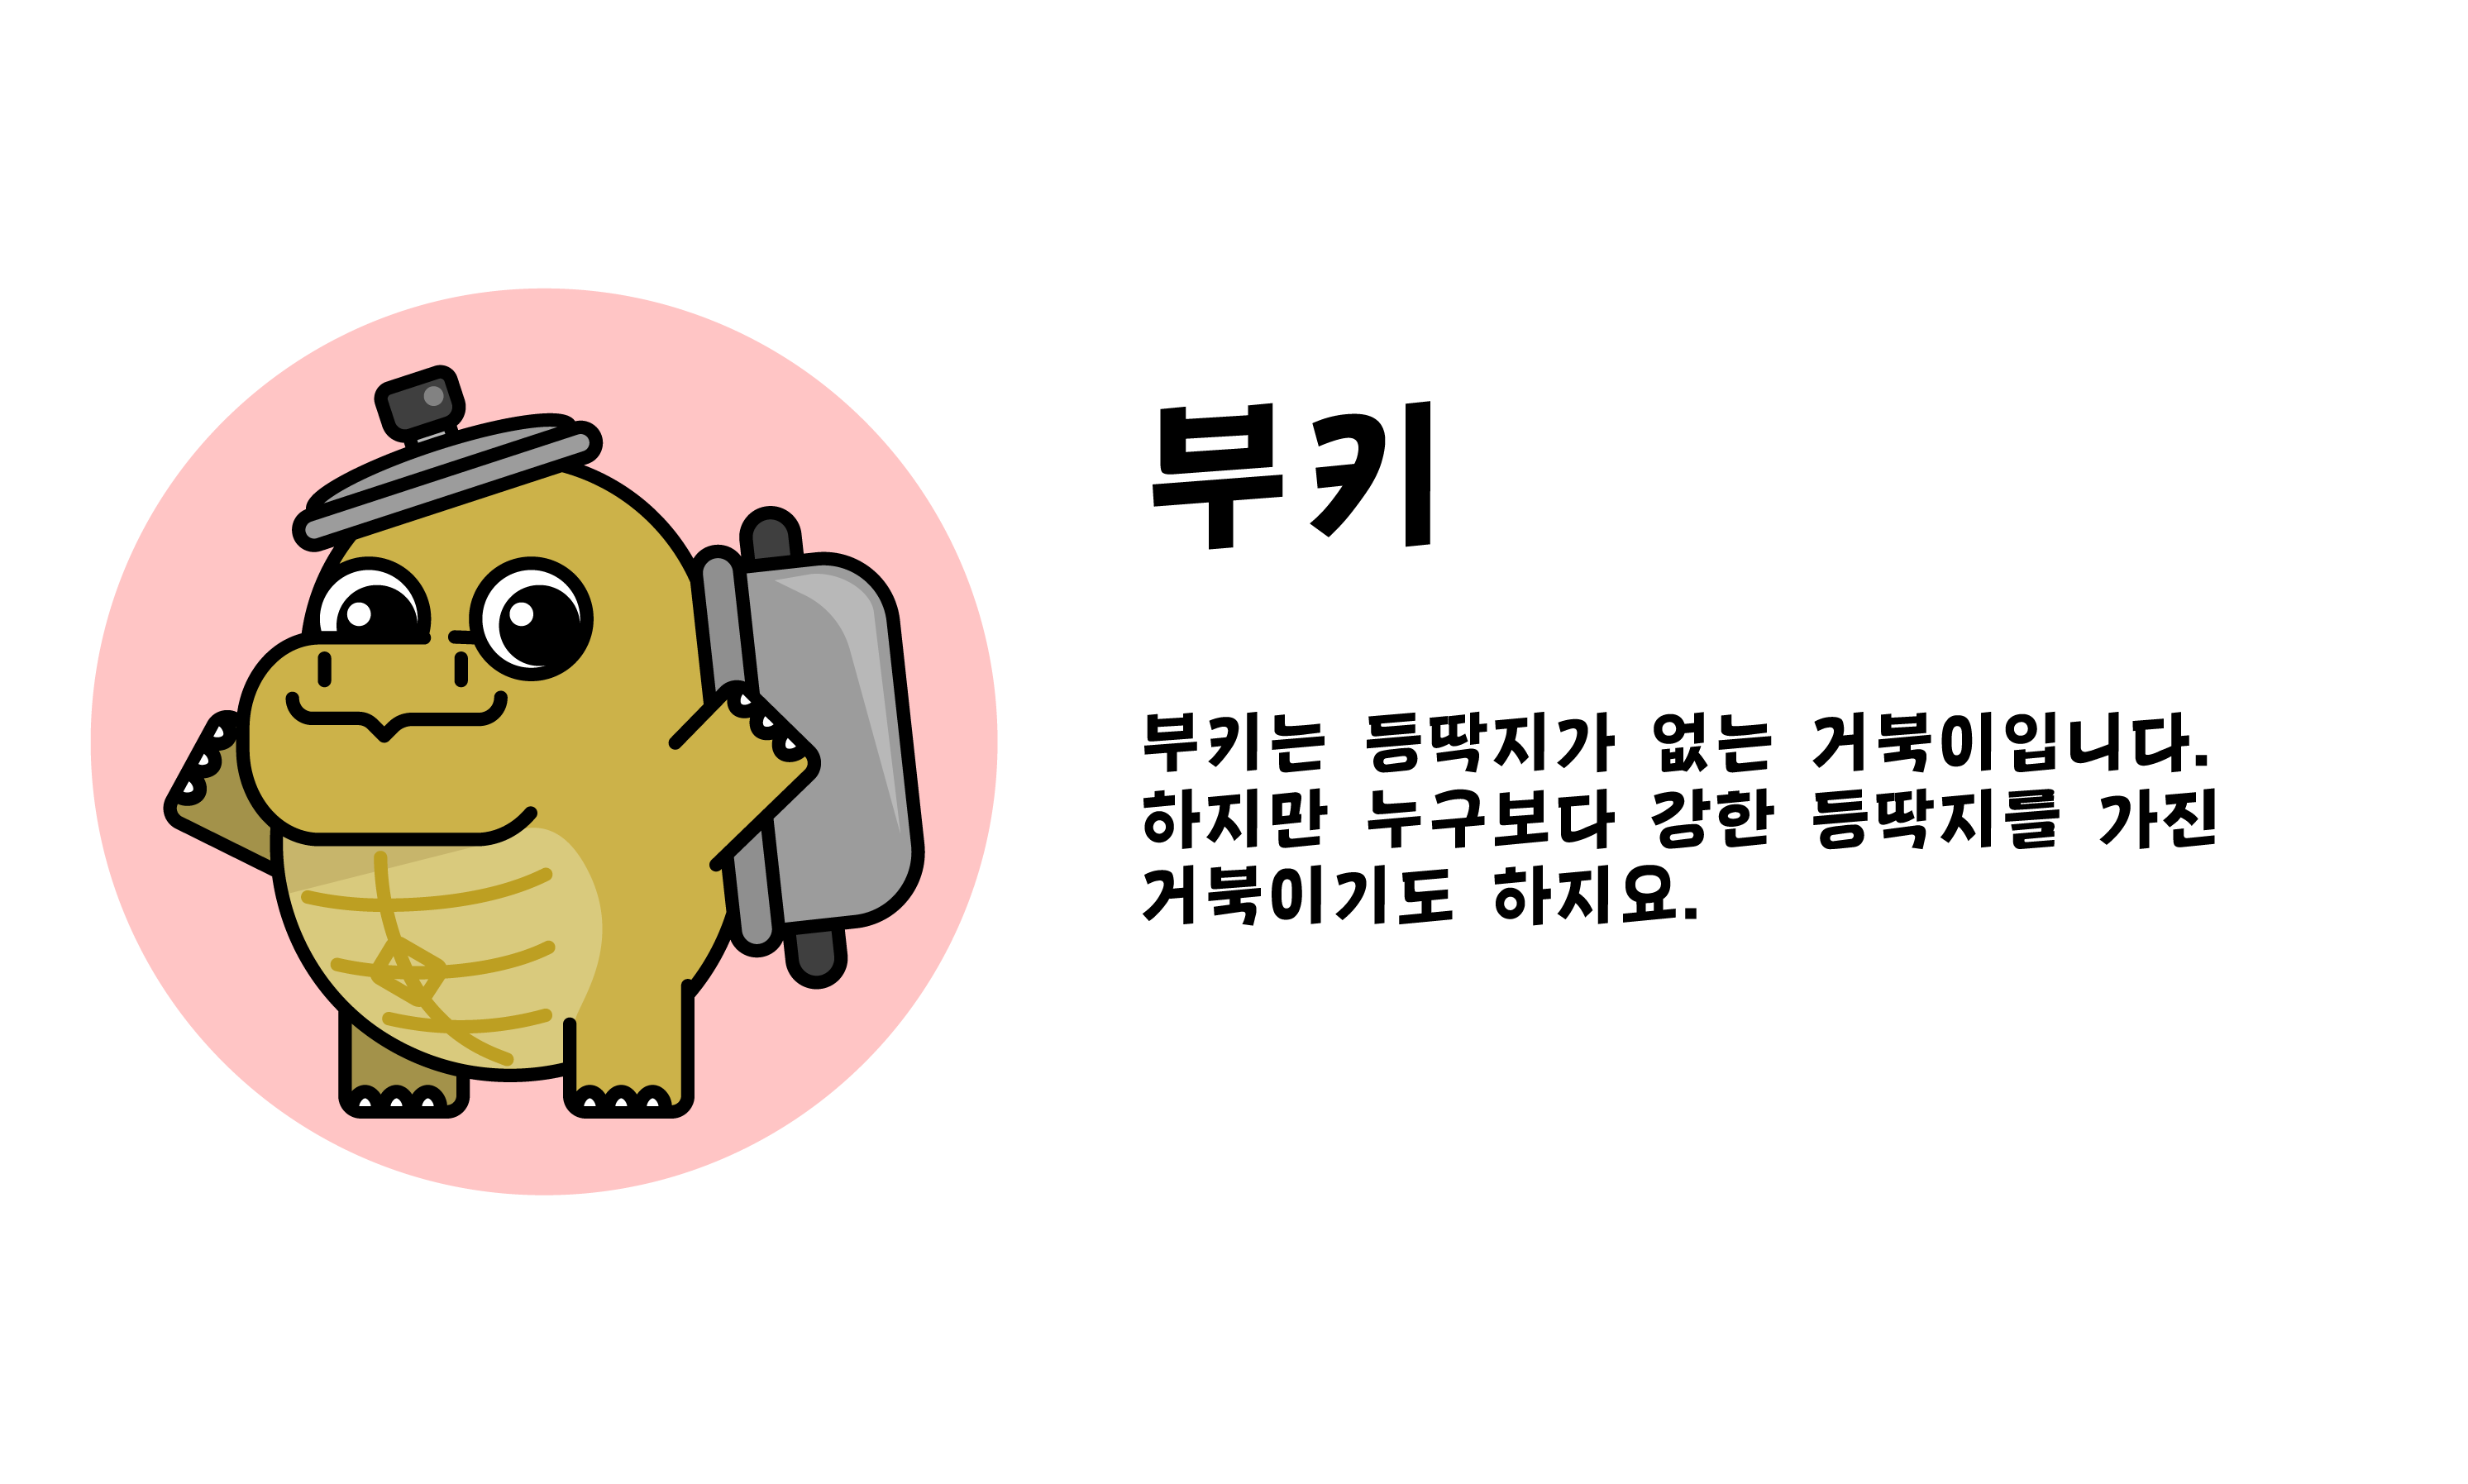 부키
부키는 등딱지가 없는 거북이입니다.
하지만 누구보다 강한 등딱지를 가진
거북이기도 하지요.